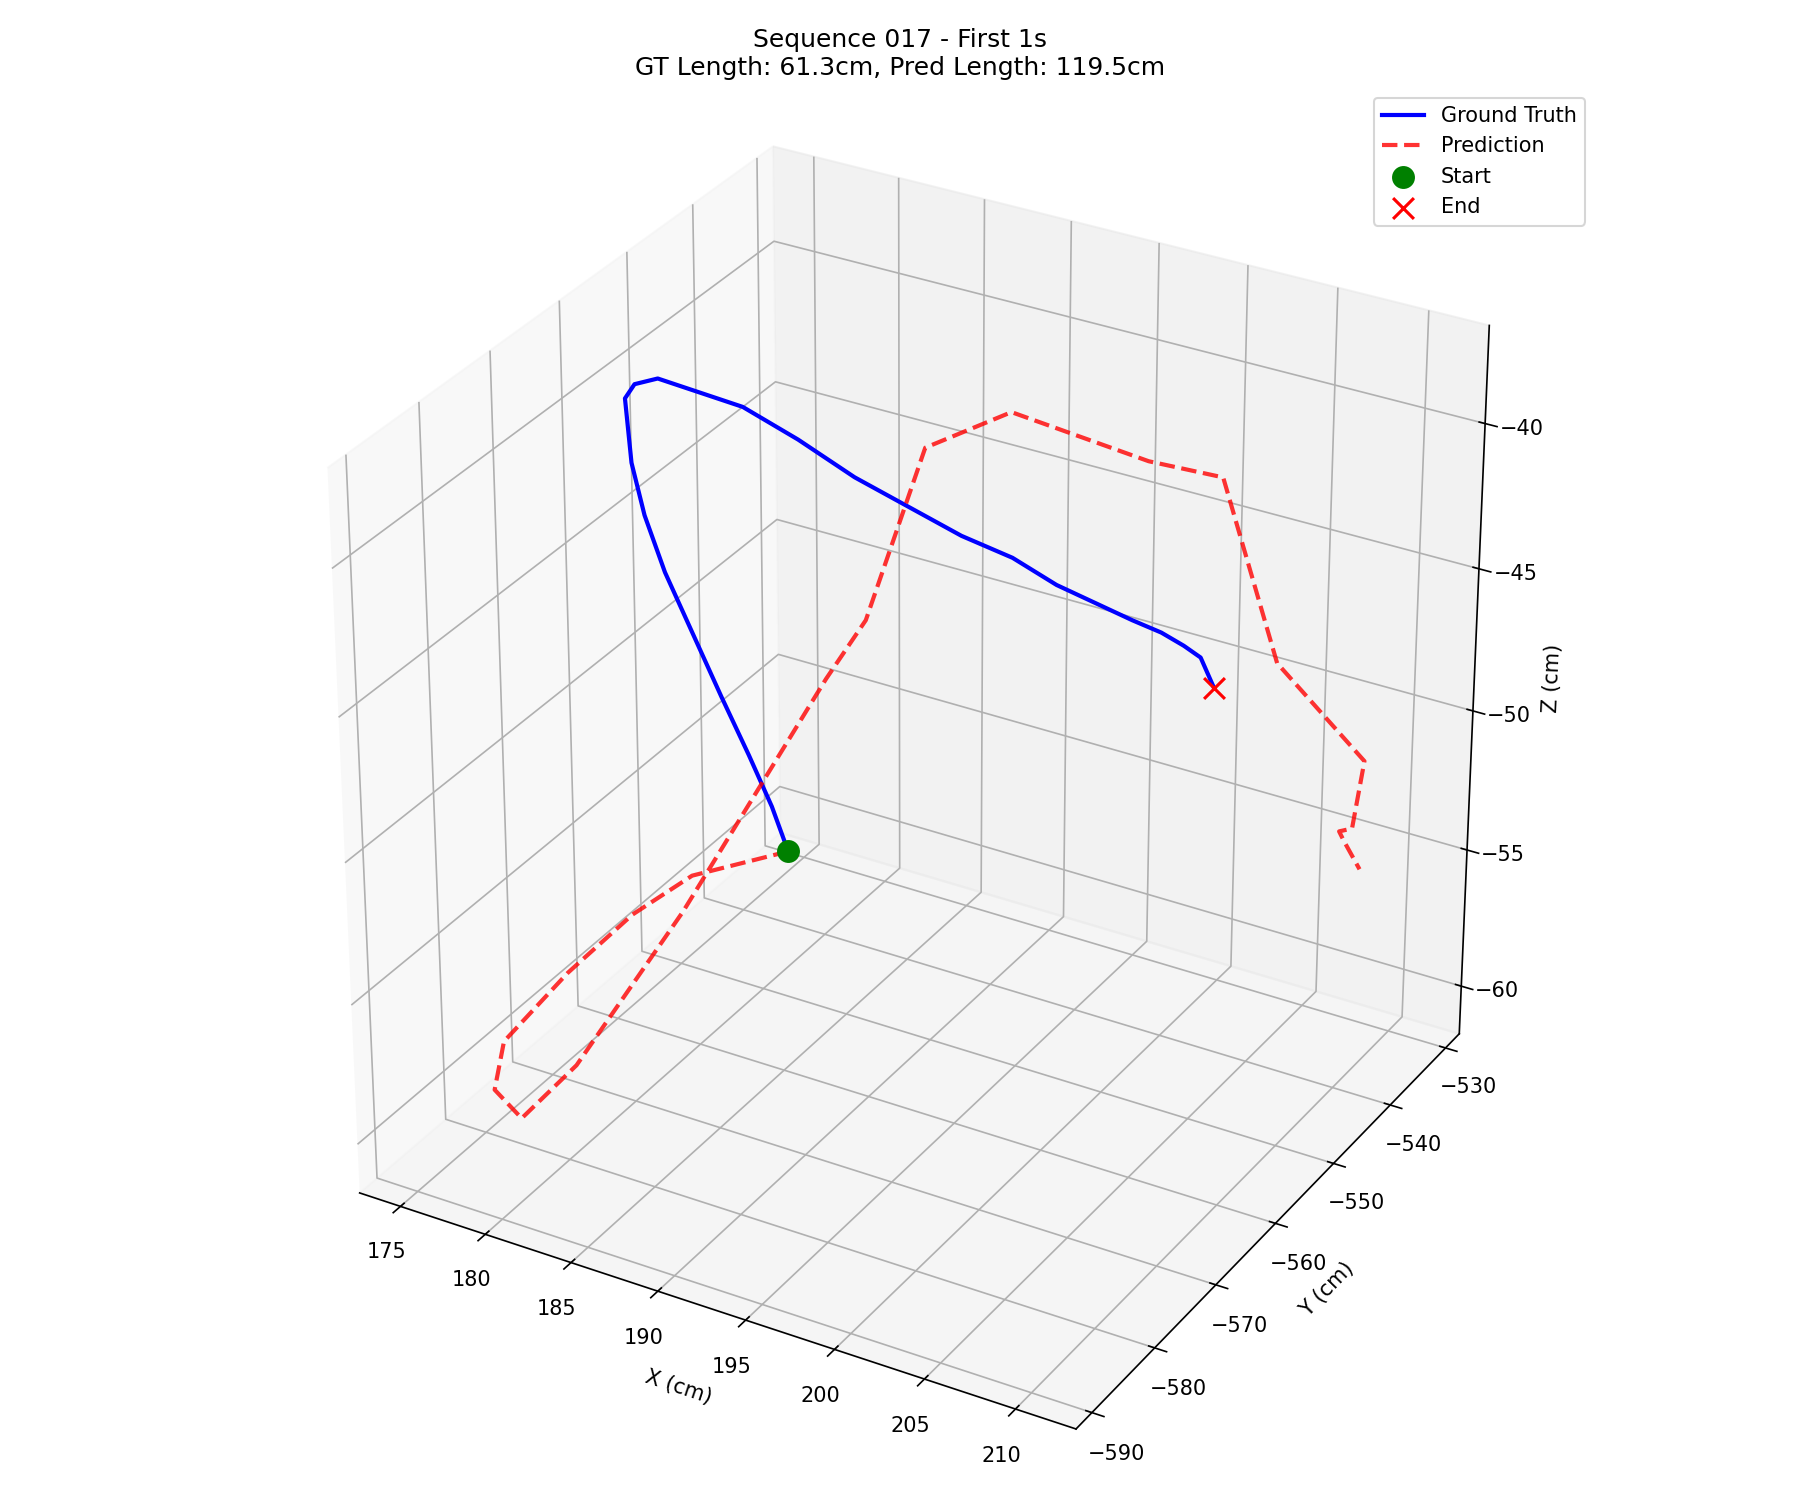 Sequence 017 - First 1s
GT Length: 61.3cm, Pred Length: 119.5cm
Ground Truth
Prediction
Start
End
−40
−45
−50
−55
−60
Z (cm)
−530
−540
−550
−560
−570
−580
−590
Y (cm)
175
180
185
190
195
200
205
210
X (cm)